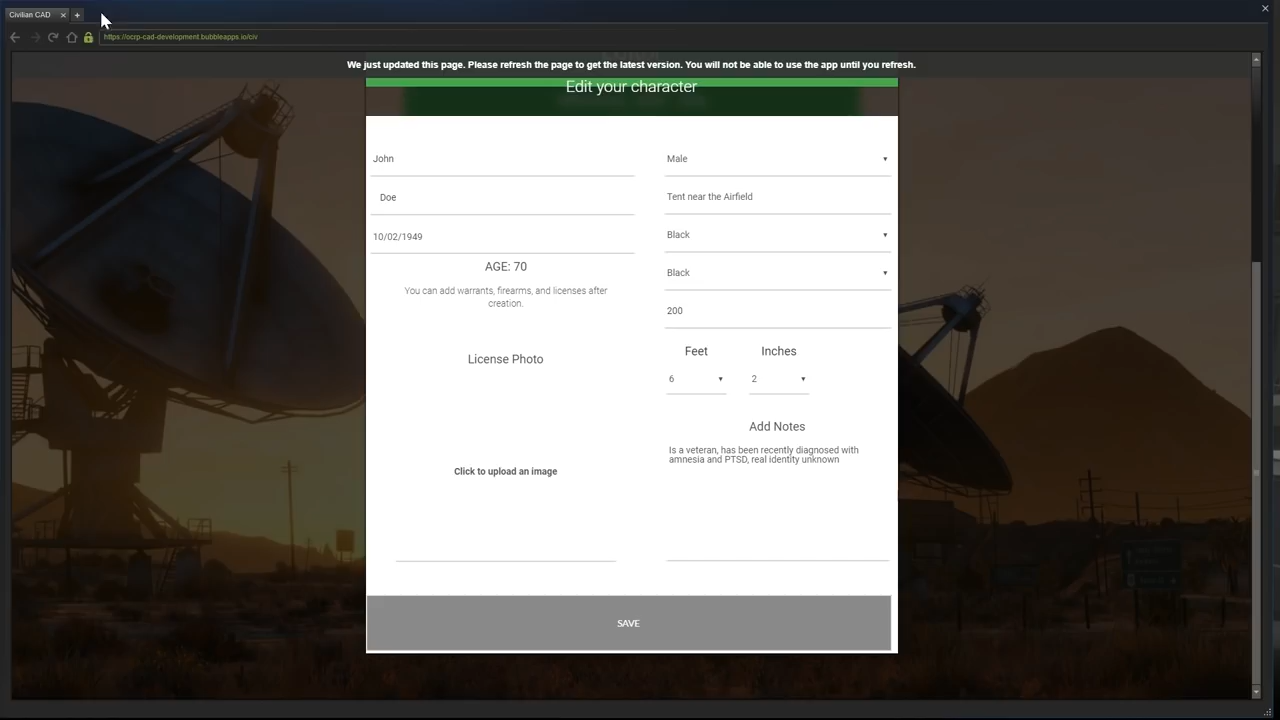 Civilian CAD
https://ocrp-cad-development.bubbleapps.io/civ
We just updated this page. Please refresh the page to get the latest version. You will not be able to use the app until you refresh.
Edit your character
John
Male
Doe
Tent near the Airfield
10/02/1949
Black
AGE: 70
You can add warrants, firearms, and licenses after
creation.
Black
200
License Photo
Feet
Inches
6
2
Add Notes
Is a veteran, has been recently diagnosed with
amnesia and PTSD, real identity unknown
Click to upload an image
SAVE